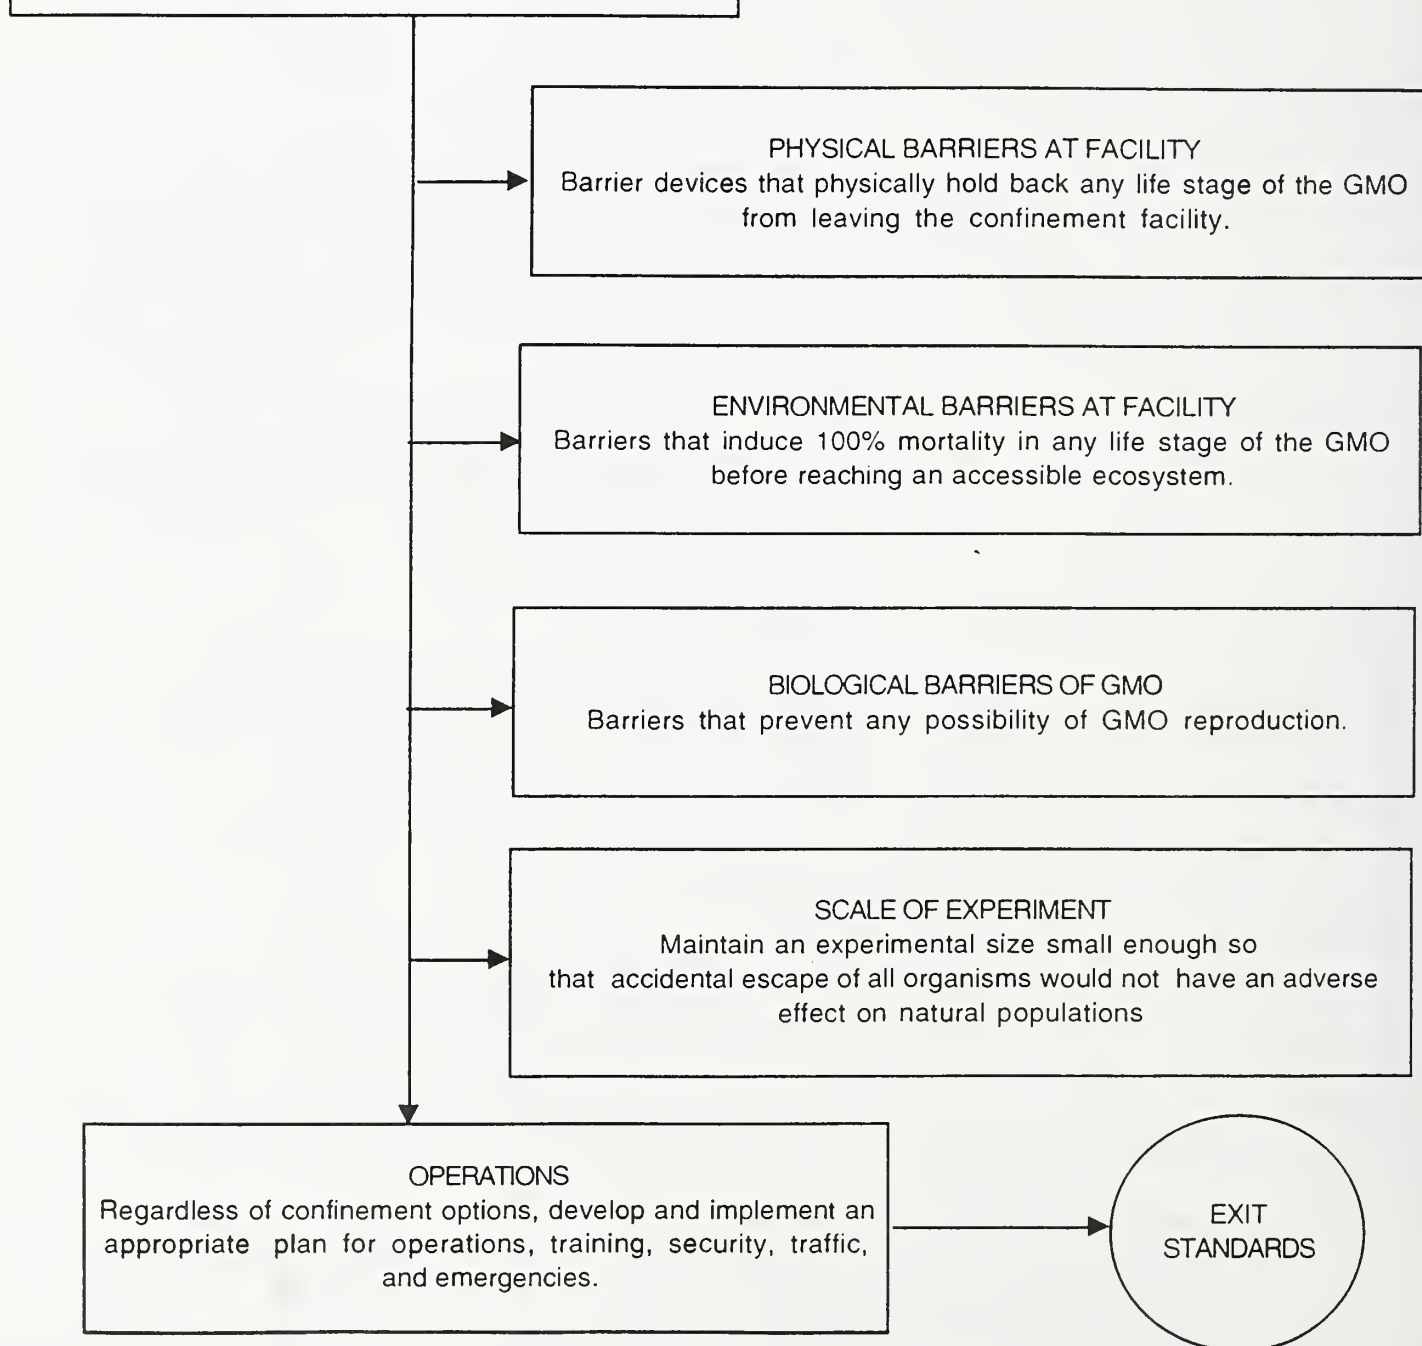 PHYSICAL BARRIERS AT FACILITY
Barrier devices that physically hold back any life stage of the GMO
from leaving the confinement facility.
ENVIRONMENTAL BARRIERS AT FACILITY
Barriers that induce 100% mortality in any life stage of the GMO
before reaching an accessible ecosystem.
BIOLOGICAL BARRIERS OF GMO
Barriers that prevent any possibility of GMO reproduction.
SCALE OF EXPERIMENT
Maintain an experimental size small enough so
that accidental escape of all organisms would not have an adverse
effect on natural populations
OPERATIONS
Regardless of confinement options, develop and implement an
appropriate plan for operations, training, security, traffic,
and emergencies.
EXIT
STANDARDS